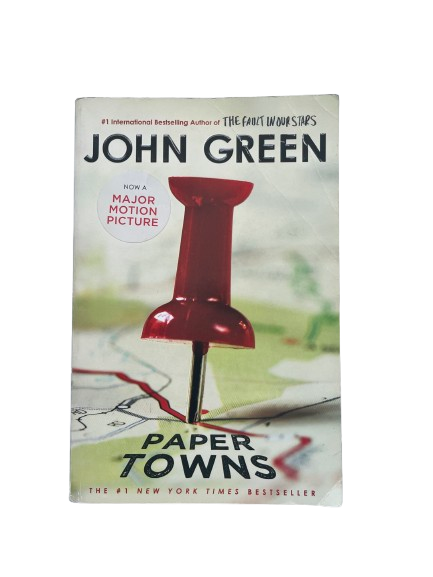 #1 International Bestselling Author of THE FAULT IN OUR STARS
JOHN GREEN
NOW A
MAJOR
MOTION
PICTURE
PAPER
TOWNS
THE #1 NEW YORK TIMES BESTSELLER